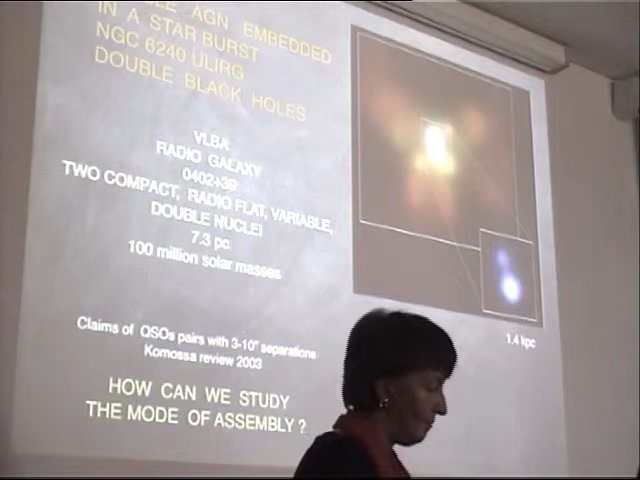 AGN EMBEDDED
IN A STAR BURST
NGC 6240 ULIRG
DOUBLE BLACK HOLES
VLBA
RADIO GALAXY
0402+39
TWO COMPACT, RADIO FLAT, VARIABLE,
DOUBLE NUCLEI
7.3 pc
100 million solar masses
Claims of QSOs pairs with 3-10" separations
Komossa review 2003
HOW CAN WE STUDY
THE MODE OF ASSEMBLY ?
1.4 kpc